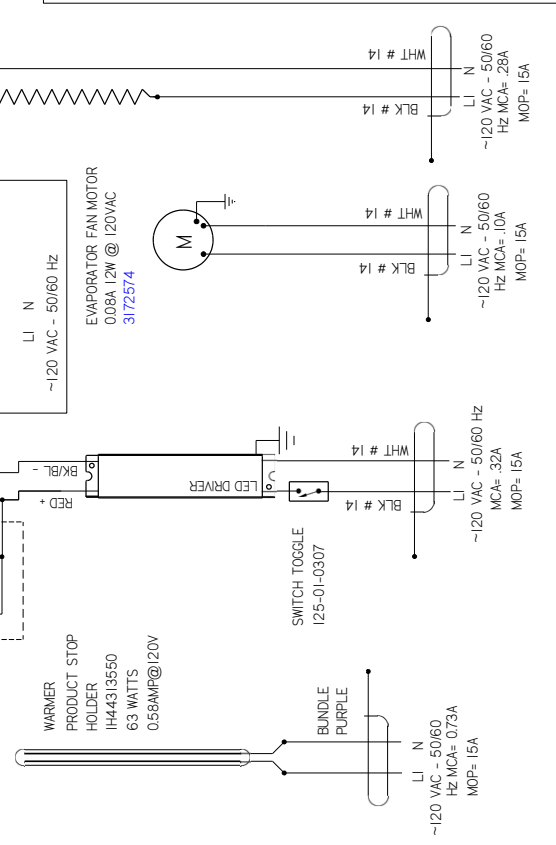 WHT # 14
BLK # 14
N
L1
~120 VAC - 50/60
Hz MCA= .28A
MOP= 15A
L1 N
~120 VAC - 50/60 Hz
EVAPORATOR FAN MOTOR
0.08A 12W @ 120VAC
3172574
M
WHT # 14
BLK # 14
N
L1
~120 VAC - 50/60
Hz MCA= .10A
MOP= 15A
BK/BL -
RED +
LED DRIVER
SWITCH TOGGLE
125-01-0307
WHT # 14
BLK # 14
N
L1
~120 VAC - 50/60 Hz
MCA= .32A
MOP= 15A
WARMER
PRODUCT STOP
HOLDER
1H44313550
63 WATTS
0.58AMP@120V
BUNDLE
PURPLE
N
L1
~120 VAC - 50/60
Hz MCA= 0.73A
MOP= 15A